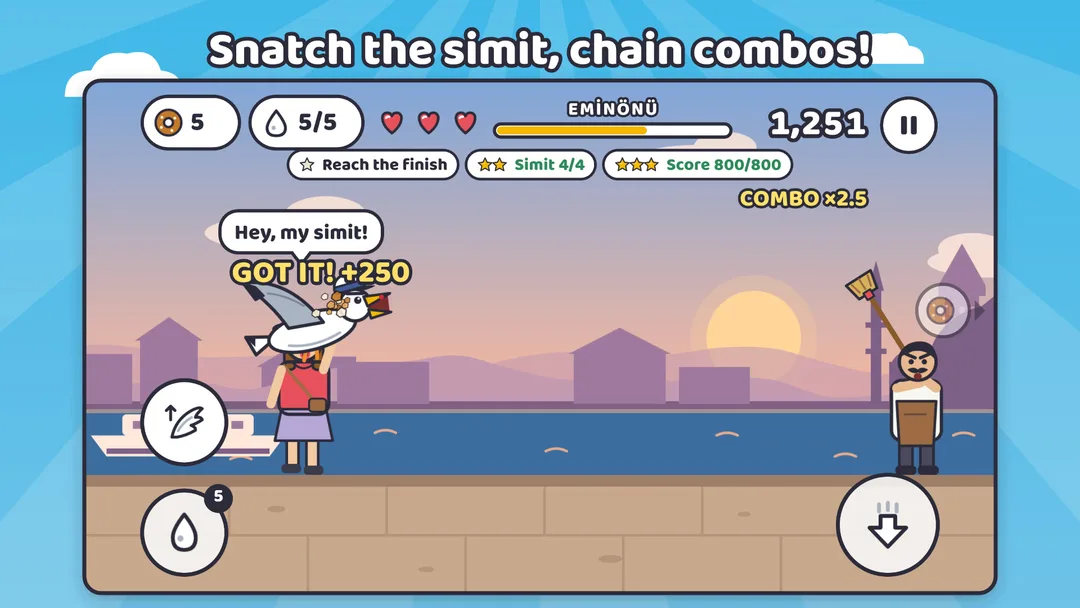 Snatch the simit, chain combos!
5
5/5
EMİNÖNÜ
1,251
Reach the finish
Simit 4/4
Score 800/800
COMBO ×2.5
Hey, my simit!
GOT IT! +250
5